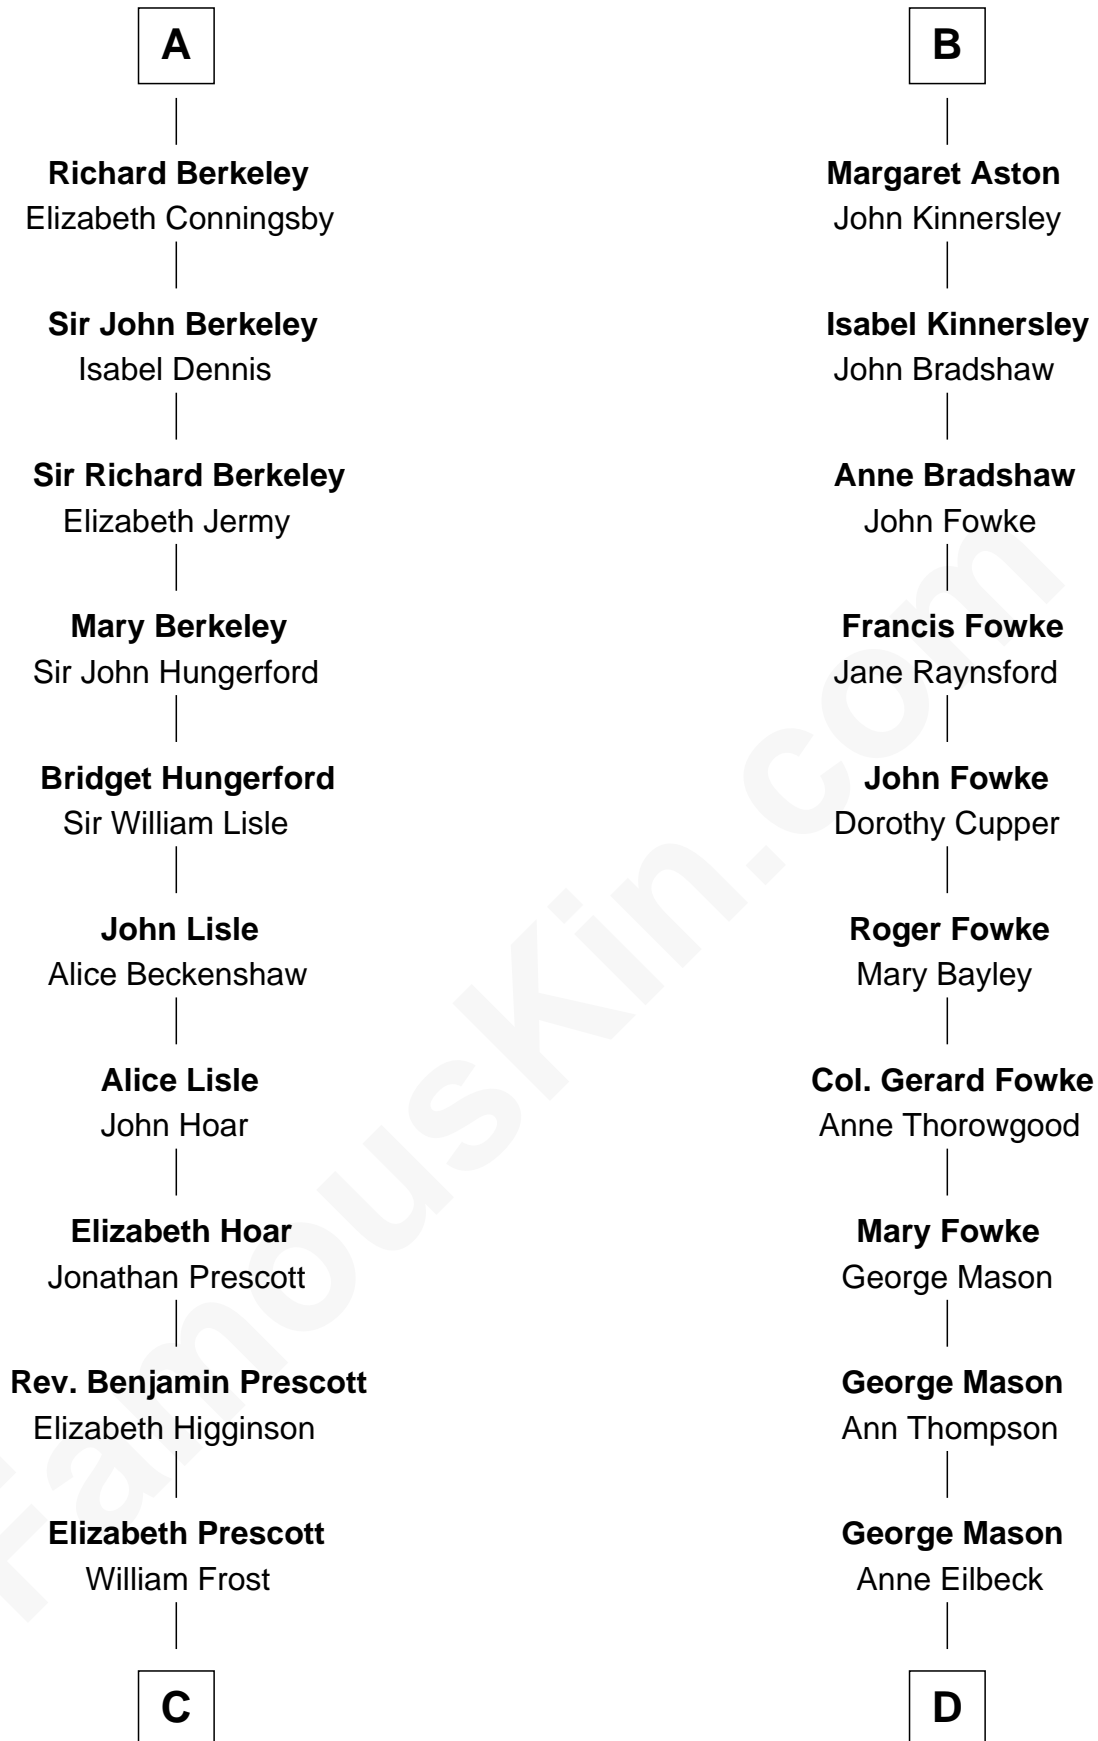 A
Richard Berkeley
Elizabeth Conningsby
Sir John Berkeley
Isabel Dennis
Sir Richard Berkeley
Elizabeth Jermy
Mary Berkeley
Sir John Hungerford
Bridget Hungerford
Sir William Lisle
John Lisle
Alice Beckenshaw
Alice Lisle
John Hoar
Elizabeth Hoar
Jonathan Prescott
Rev. Benjamin Prescott
Elizabeth Higginson
Elizabeth Prescott
William Frost
C
B
Margaret Aston
John Kinnersley
Isabel Kinnersley
John Bradshaw
Anne Bradshaw
John Fowke
Francis Fowke
Jane Raynsford
John Fowke
Dorothy Cupper
Roger Fowke
Mary Bayley
Col. Gerard Fowke
Anne Thorowgood
Mary Fowke
George Mason
George Mason
Ann Thompson
George Mason
Anne Eilbeck
D
FamousKin.com